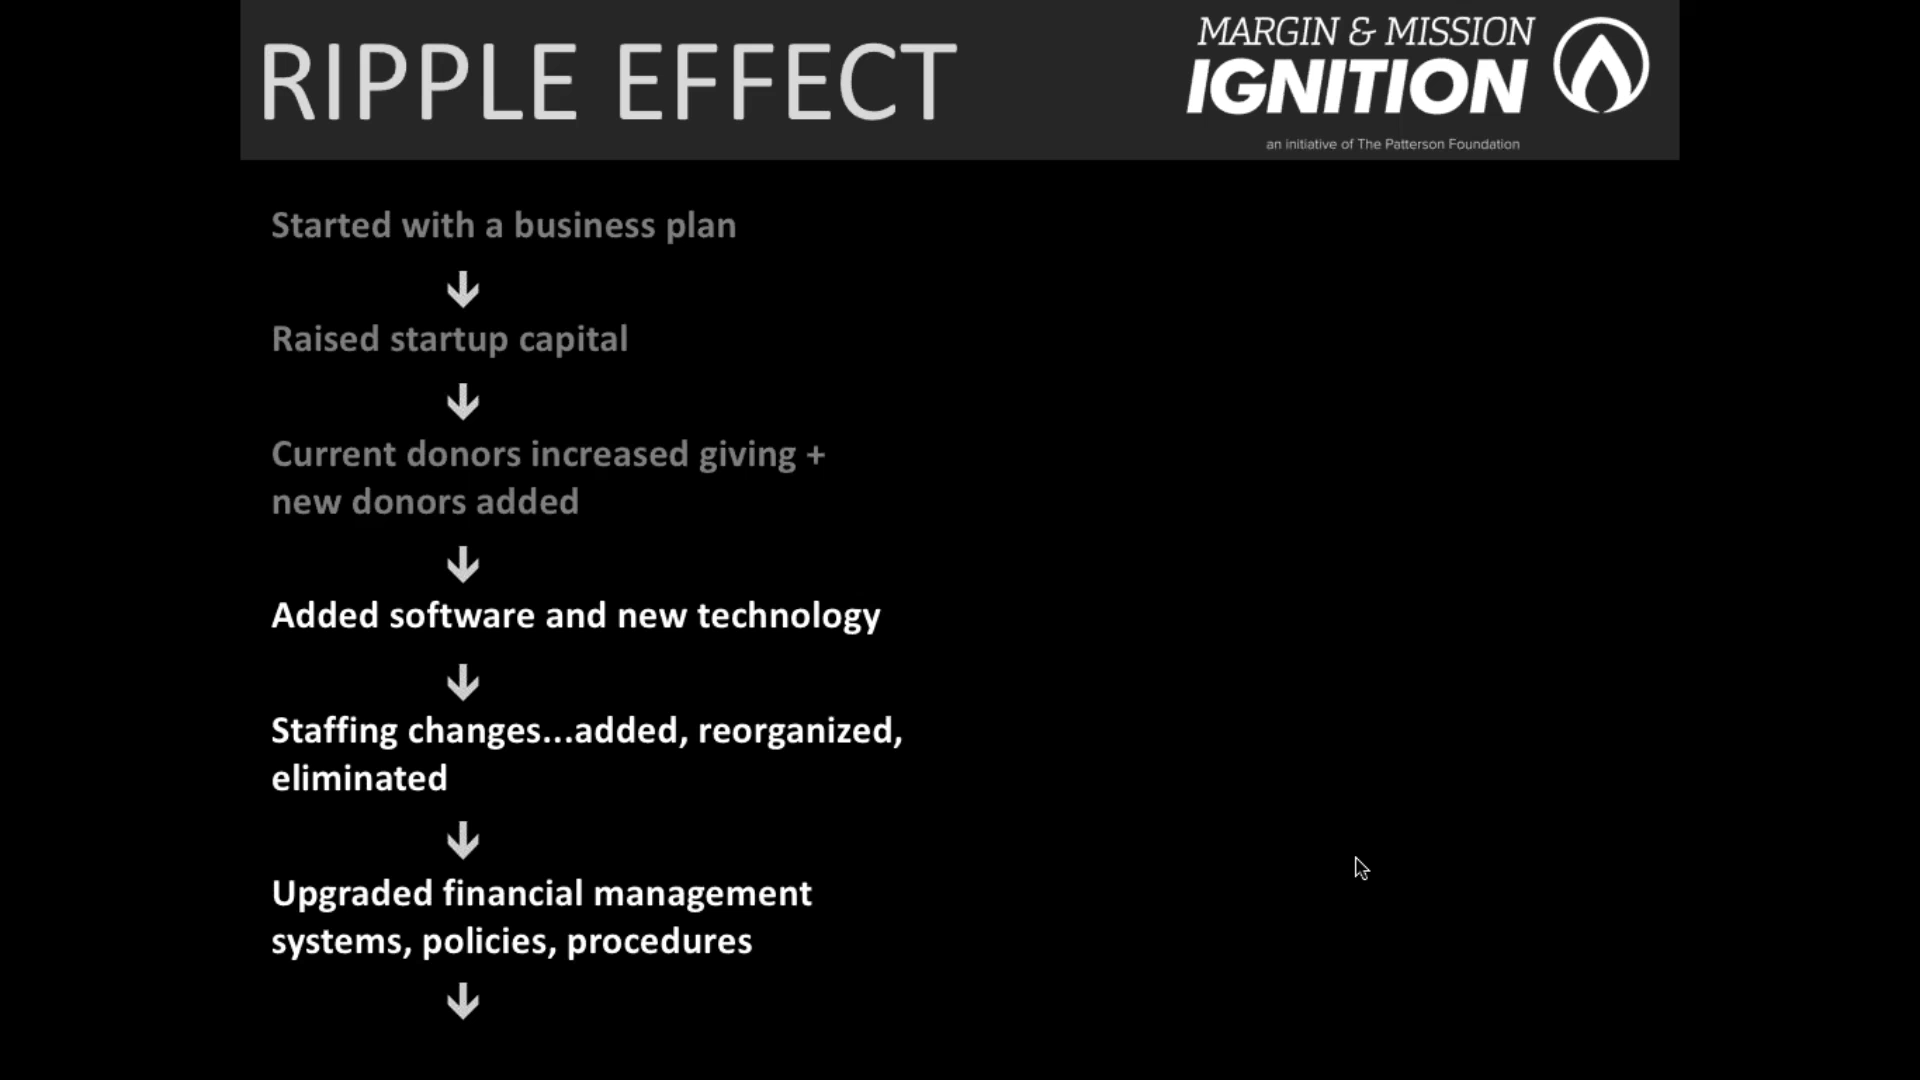 RIPPLE EFFECT
MARGIN & MISSION
IGNITION
an initiative of The Patterson Foundation
Started with a business plan
Raised startup capital
Current donors increased giving +
new donors added
Added software and new technology
Staffing changes...added, reorganized,
eliminated
Upgraded financial management
systems, policies, procedures